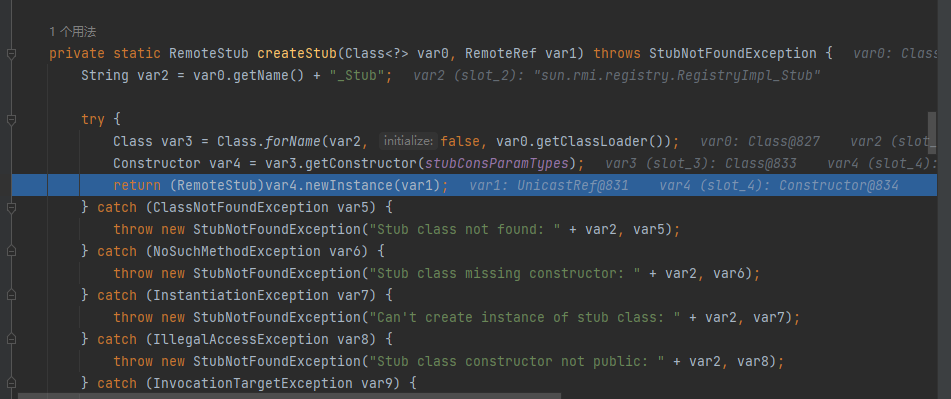 1 个用法
private static RemoteStub createStub(Class<?> var0, RemoteRef var1) throws StubNotFoundException {   var0: Class
String var2 = var0.getName() + "_Stub";   var2 (slot_2): "sun.rmi.registry.RegistryImpl_Stub"
try {
Class var3 = Class.forName(var2, initialize: false, var0.getClassLoader());   var0: Class@827   var2 (slot_
Constructor var4 = var3.getConstructor(stubConsParamTypes);   var3 (slot_3): Class@833   var4 (slot_4):
return (RemoteStub)var4.newInstance(var1);   var1: UnicastRef@831   var4 (slot_4): Constructor@834
} catch (ClassNotFoundException var5) {
throw new StubNotFoundException("Stub class not found: " + var2, var5);
} catch (NoSuchMethodException var6) {
throw new StubNotFoundException("Stub class missing constructor: " + var2, var6);
} catch (InstantiationException var7) {
throw new StubNotFoundException("Can't create instance of stub class: " + var2, var7);
} catch (IllegalAccessException var8) {
throw new StubNotFoundException("Stub class constructor not public: " + var2, var8);
} catch (InvocationTargetException var9) {